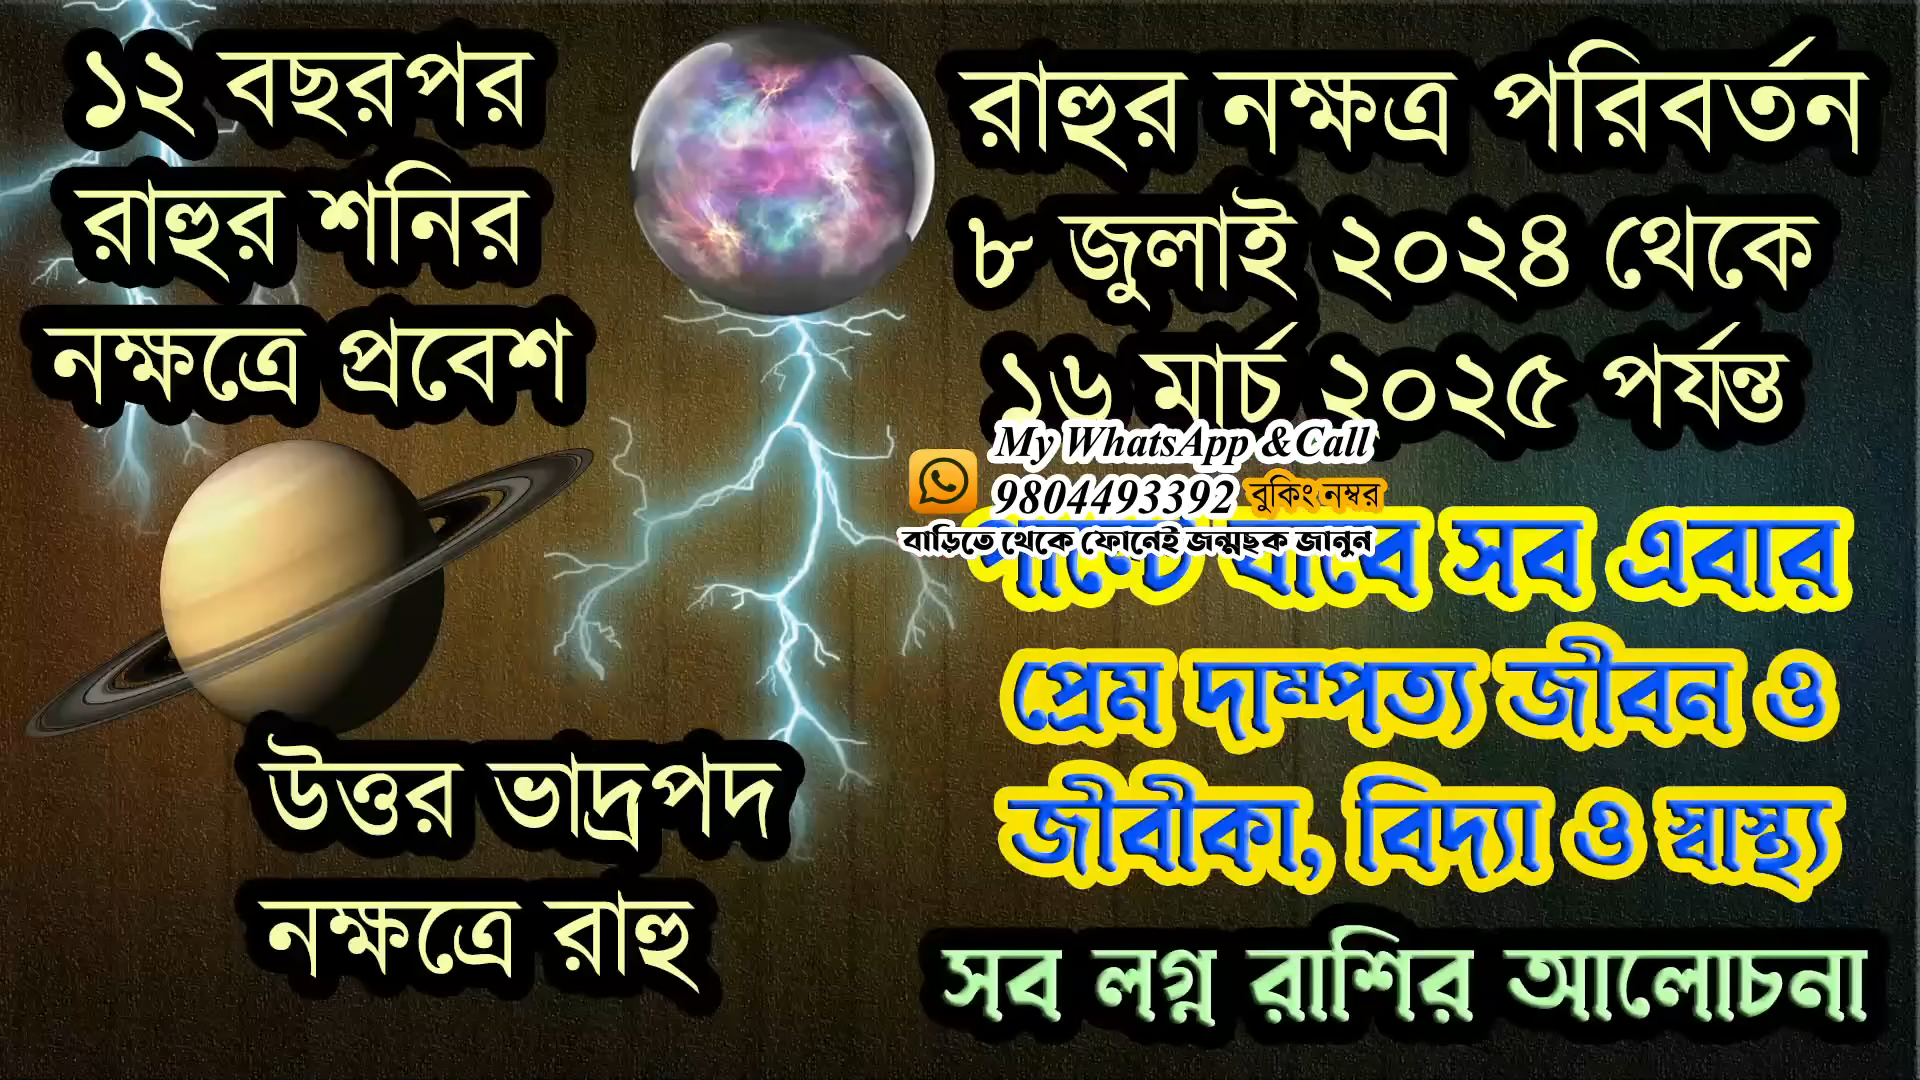 ১২ বছরপর
রাহুর শনির
নক্ষত্রে প্রবেশ
রাহুর নক্ষত্র পরিবর্তন
৮ জুলাই ২০২৪ থেকে
১৬ মার্চ ২০২৫ পর্যন্ত
My WhatsApp &Call
9804493392 বুকিং নম্বর
বাড়িতে থেকে ফোনেই জন্মছক জানুন
পাল্টে যাবে সব এবার
প্রেম দাম্পত্য জীবন ও
জীবীকা, বিদ্যা ও স্বাস্থ্য
উত্তর ভাদ্রপদ
নক্ষত্রে রাহু
সব লগ্ন রাশির আলোচনা